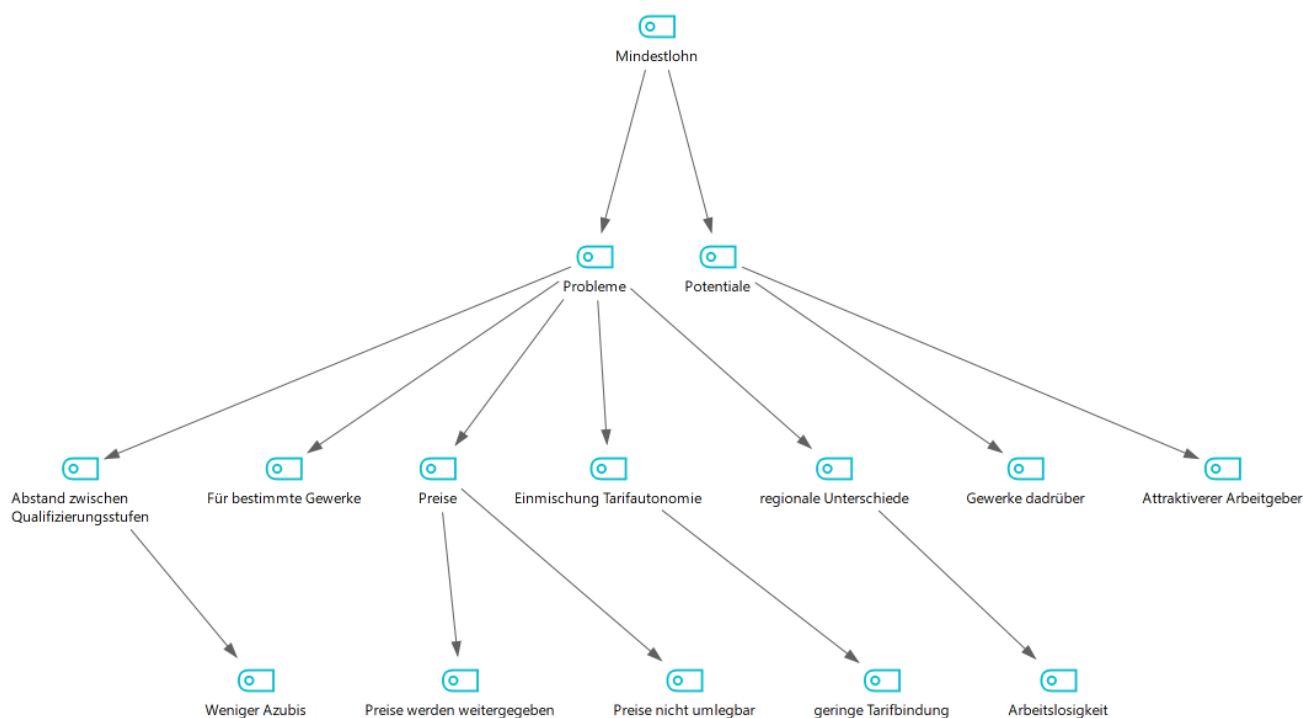 Mindestlohn
Probleme
Potentiale
Abstand zwischen
Qualifizierungsstufen
Für bestimmte Gewerke
Preise
Einmischung Tarifautonomie
regionale Unterschiede
Gewerke dadrüber
Attraktiverer Arbeitgeber
Weniger Azubis
Preise werden weitergegeben
Preise nicht umlegbar
geringe Tarifbindung
Arbeitslosigkeit